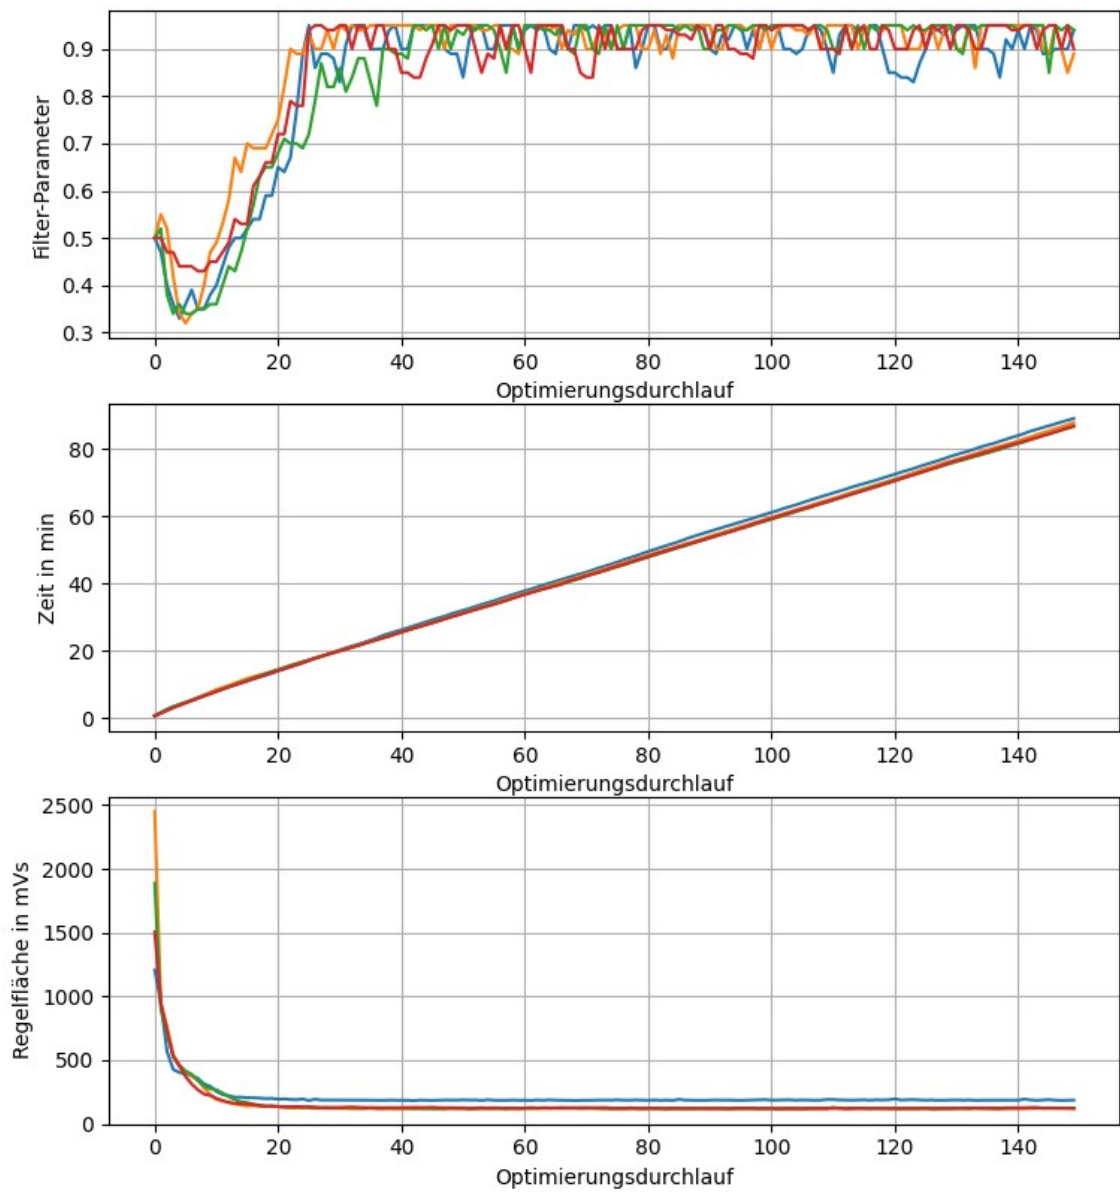 0.9
0.8
0.7
0.6
0.5
0.4
0.3
Filter-Parameter
0 20 40 60 80 100 120 140
Optimierungsdurchlauf
80
60
40
20
0
Zeit in min
0 20 40 60 80 100 120 140
Optimierungsdurchlauf
2500
2000
1500
1000
500
0
Regelfläche in mVs
0 20 40 60 80 100 120 140
Optimierungsdurchlauf